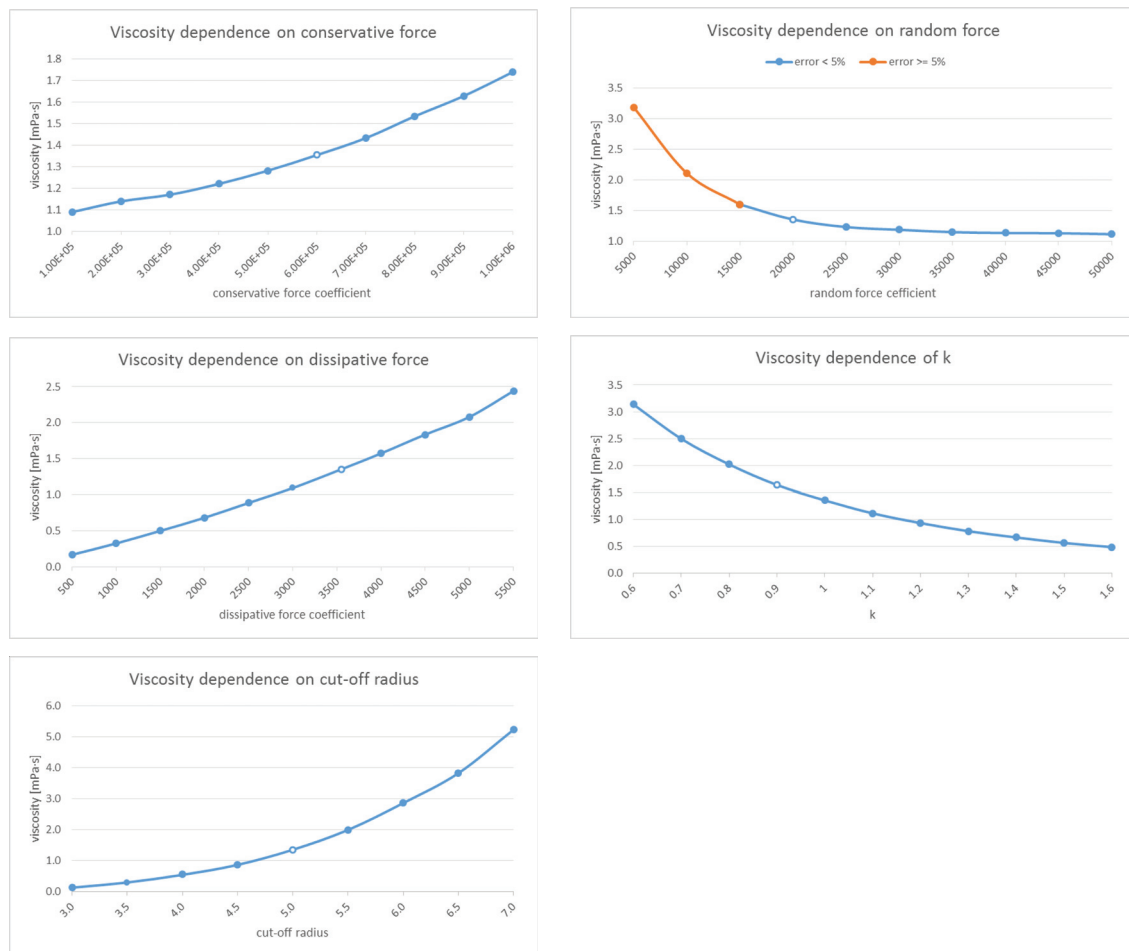 Viscosity dependence on conservative force
1.8
1.7
1.6
1.5
1.4
1.3
1.2
1.1
1.0
viscosity [mPa·s]
1.00E+05
2.00E+05
3.00E+05
4.00E+05
5.00E+05
6.00E+05
7.00E+05
8.00E+05
9.00E+05
1.00E+06
conservative force coefficient
Viscosity dependence on random force
error < 5%
error >= 5%
3.5
3.0
2.5
2.0
1.5
1.0
viscosity [mPa·s]
5000
10000
15000
20000
25000
30000
35000
40000
45000
50000
random force cefficient
Viscosity dependence on dissipative force
2.5
2.0
1.5
1.0
0.5
0.0
viscosity [mPa·s]
500
1000
1500
2000
2500
3000
3500
4000
4500
5000
5500
dissipative force coefficient
Viscosity dependence of k
3.5
3.0
2.5
2.0
1.5
1.0
0.5
0.0
viscosity [mPa·s]
0.6
0.7
0.8
0.9
1
1.1
1.2
1.3
1.4
1.5
1.6
k
Viscosity dependence on cut-off radius
6.0
5.0
4.0
3.0
2.0
1.0
0.0
viscosity [mPa·s]
3.0
3.5
4.0
4.5
5.0
5.5
6.0
6.5
7.0
cut-off radius